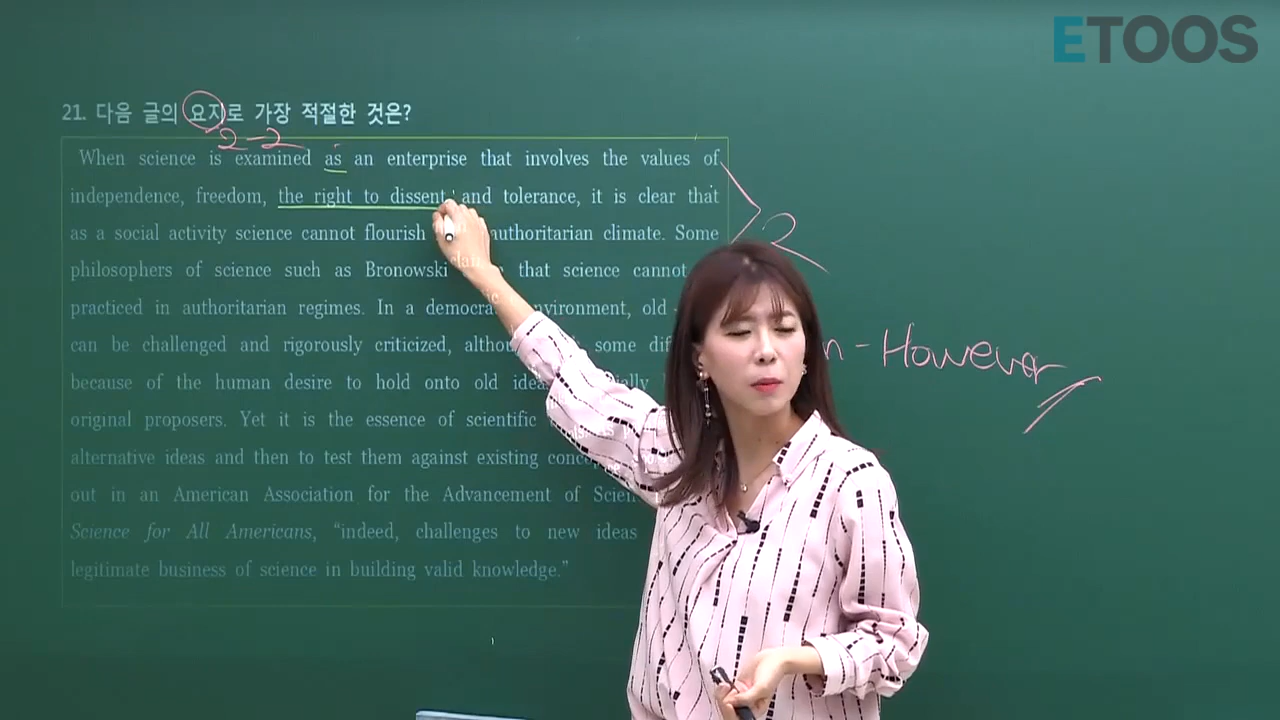 ETOOS
21. 다음 글의 요지로 가장 적절한 것은?
2-2
When science is examined as an enterprise that involves the values of
independence, freedom, the right to dissent, and tolerance, it is clear that
as a social activity science cannot flourish authoritarian climate. Some
philosophers of science such as Bronowski that science cannot
practiced in authoritarian regimes. In a democratic environment, old
can be challenged and rigorously criticized, some
because of the human desire to hold onto old
original proposers. Yet it is the essence of scientific
alternative ideas and then to test them against existing
out in an American Association for the Advancement of
Science for All Americans, “indeed, challenges to new ideas
legitimate business of science in building valid knowledge.”
2
- However